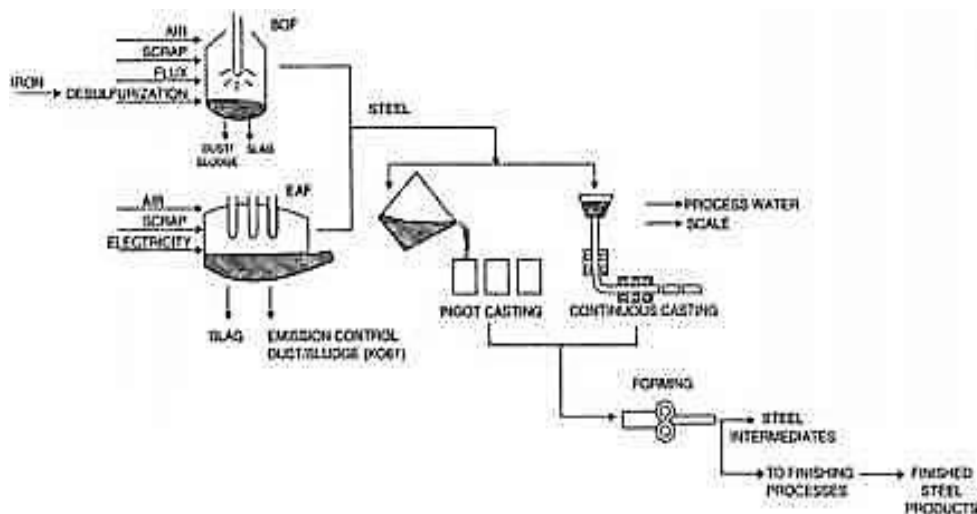 BOF
AIR
SCRAP
FLUX
IRON
DESULFURIZATION
DUST/
SLUDGE
SLAG
STEEL
EAF
AIR
SCRAP
ELECTRICITY
PROCESS WATER
SCALE
INGOT CASTING
CONTINUOUS CASTING
SLAG
EMISSION CONTROL
DUST/SLUDGE (K061)
FORMING
STEEL
INTERMEDIATES
TO FINISHING
PROCESSES
FINISHED
STEEL
PRODUCTS